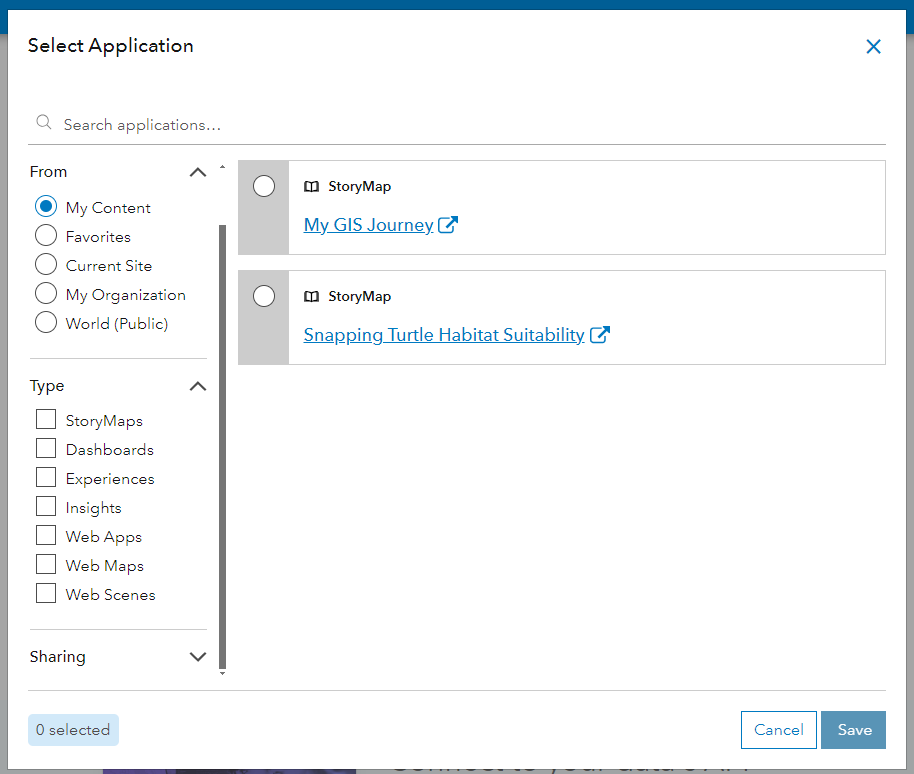 Select Application
Search applications...
From
My Content
Favorites
Current Site
My Organization
World (Public)
Type
StoryMaps
Dashboards
Experiences
Insights
Web Apps
Web Maps
Web Scenes
Sharing
StoryMap
My GIS Journey
StoryMap
Snapping Turtle Habitat Suitability
0 selected
Cancel
Save